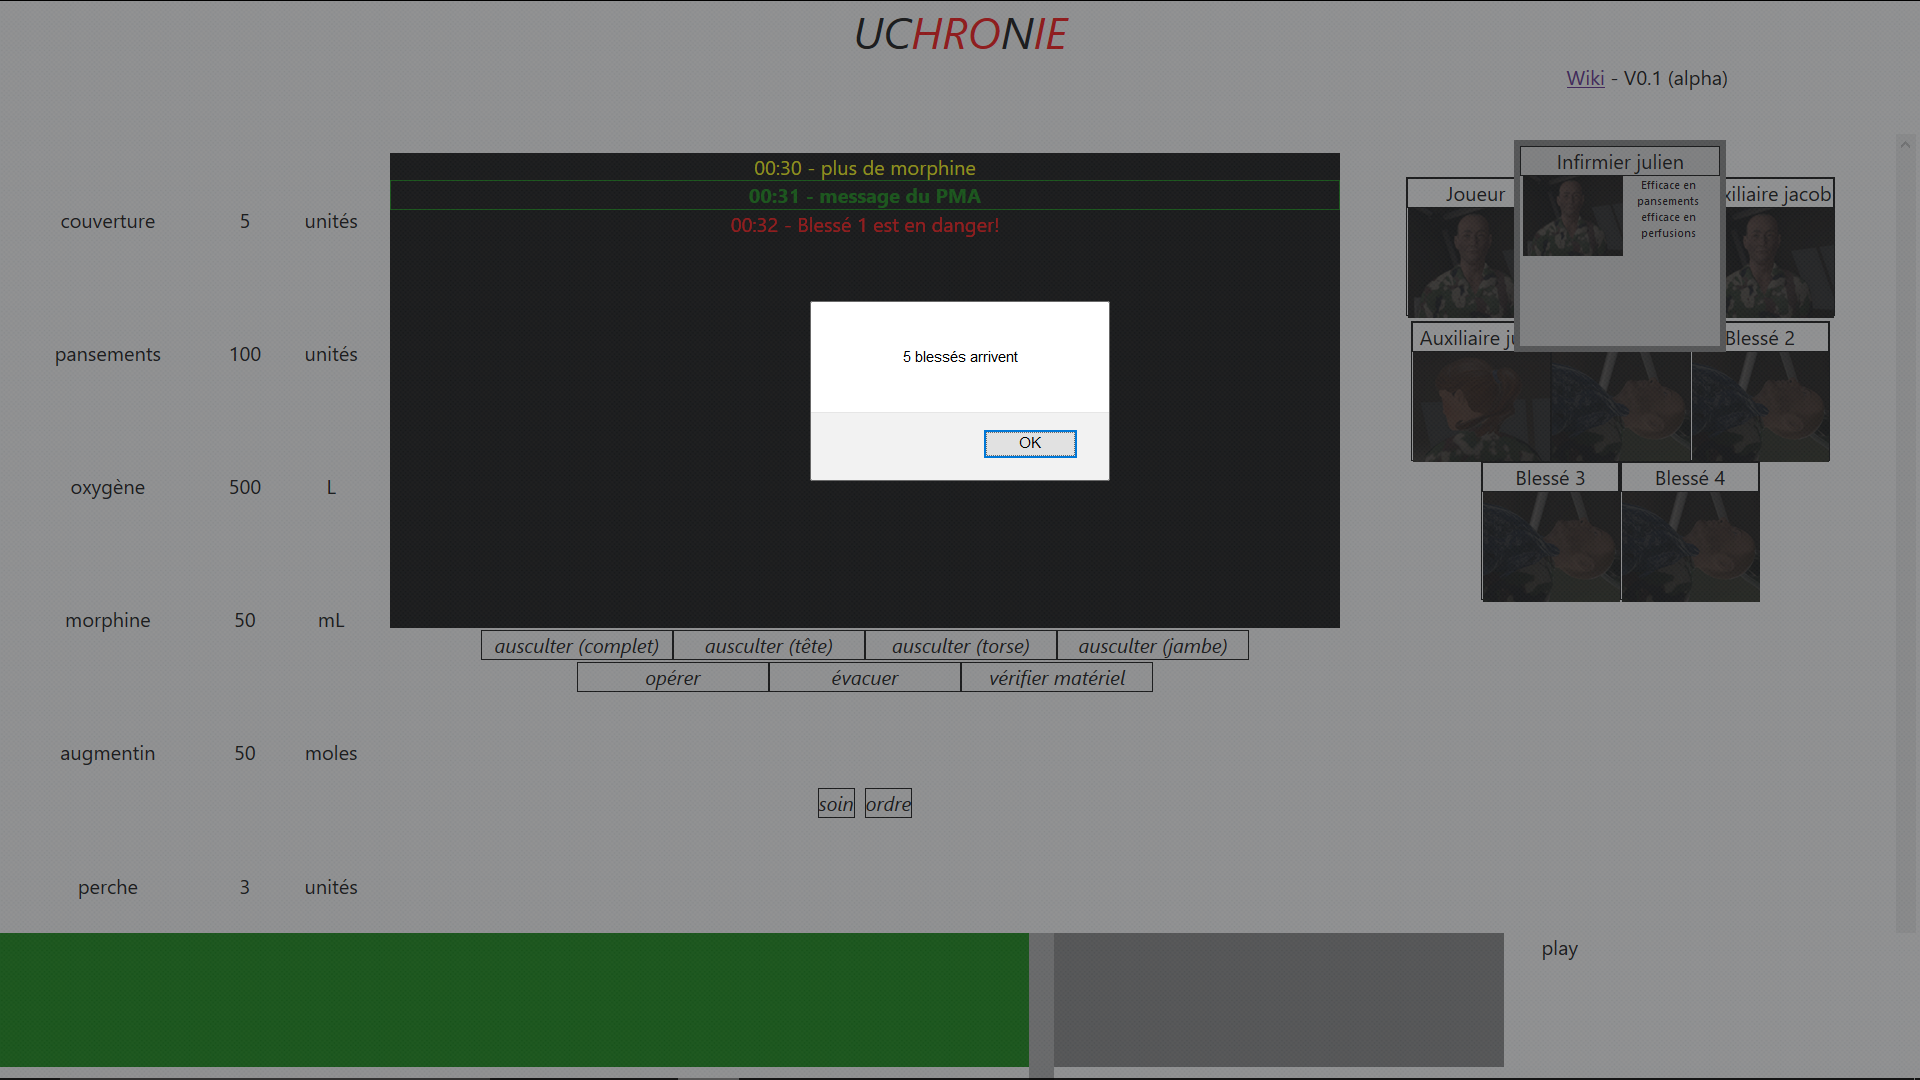 UCHRONIE
Wiki - V0.1 (alpha)
couverture 5 unités
pansements 100 unités
oxygène 500 L
morphine 50 mL
augmentin 50 moles
perche 3 unités
00:30 - plus de morphine
00:31 - message du PMA
00:32 - Blessé 1 est en danger!
5 blessés arrivent
OK
ausculter (complet) ausculter (tête) ausculter (torse) ausculter (jambe)
opérer évacuer vérifier matériel
soin ordre
Joueur
Infirmier julien
Efficace en
pansements
efficace en
perfusions
jacob
Auxiliaire
Blessé 2
Blessé 3 Blessé 4
play